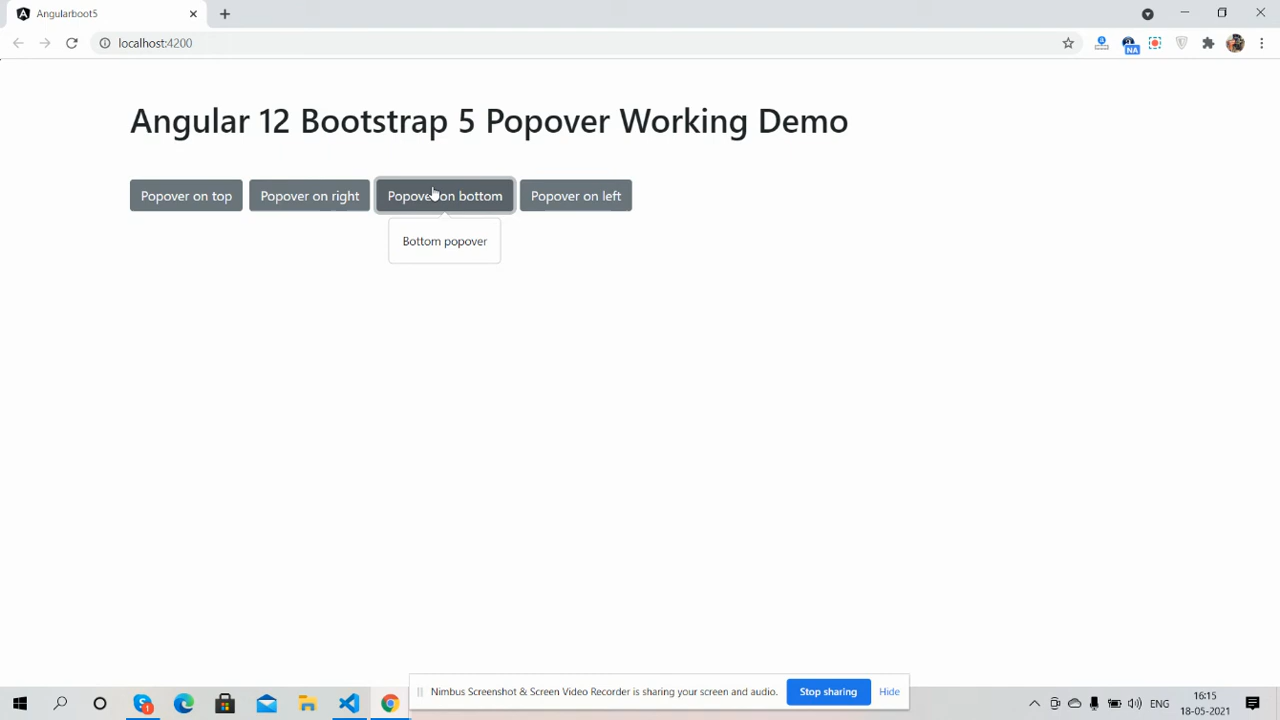 Angularboot5
localhost:4200
NA
Angular 12 Bootstrap 5 Popover Working Demo
Popover on top Popover on right Popover on bottom Popover on left
Bottom popover
Nimbus Screenshot & Screen Video Recorder is sharing your screen and audio. Stop sharing Hide
1
ENG
16:15
18-05-2021